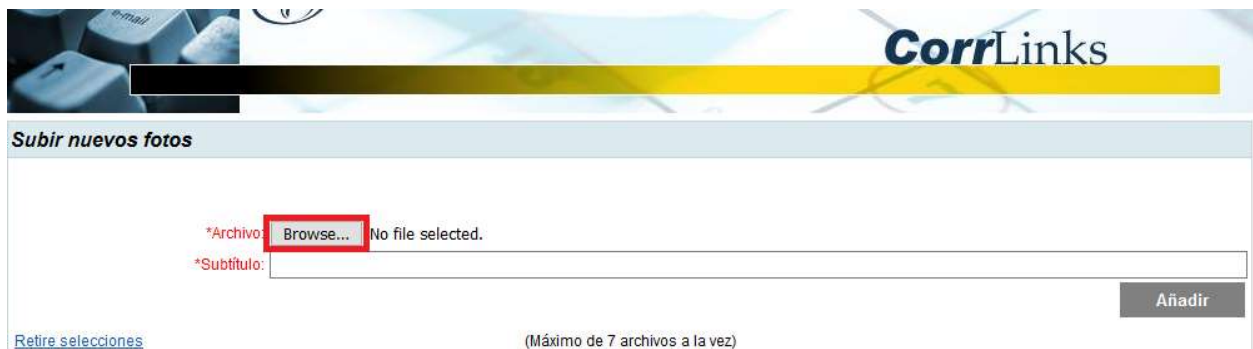 e-mail
CorrLinks
Subir nuevos fotos
*Archivo: Browse... No file selected.
*Subtítulo:
Añadir
Retire selecciones (Máximo de 7 archivos a la vez)